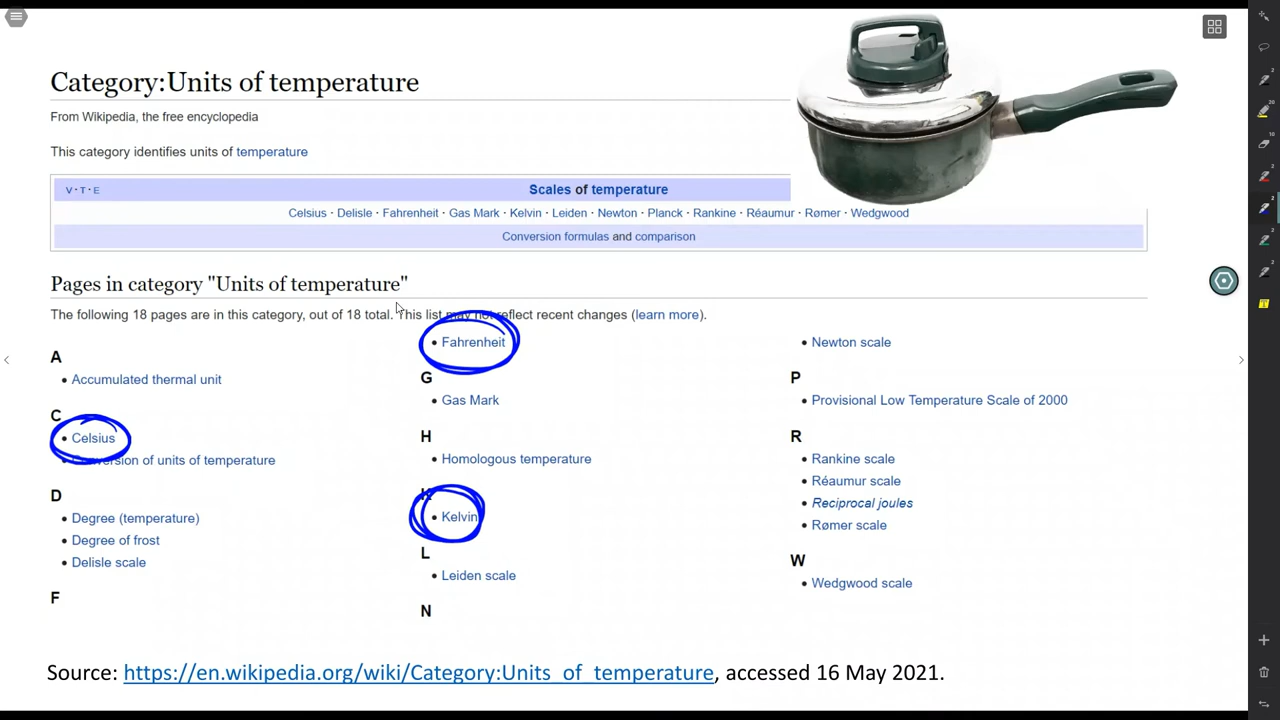 Category:Units of temperature
From Wikipedia, the free encyclopedia
This category identifies units of temperature
V · T · E
Scales of temperature
Celsius · Delisle · Fahrenheit · Gas Mark · Kelvin · Leiden · Newton · Planck · Rankine · Réaumur · Rømer · Wedgwood
Conversion formulas and comparison
Pages in category "Units of temperature"
The following 18 pages are in this category, out of 18 total. This list may not reflect recent changes (learn more).
A
• Accumulated thermal unit
C
• Celsius
• Conversion of units of temperature
D
• Degree (temperature)
• Degree of frost
• Delisle scale
F
• Fahrenheit
G
• Gas Mark
H
• Homologous temperature
K
• Kelvin
L
• Leiden scale
N
• Newton scale
P
• Provisional Low Temperature Scale of 2000
R
• Rankine scale
• Réaumur scale
• Reciprocal joules
• Rømer scale
W
• Wedgwood scale
Source: https://en.wikipedia.org/wiki/Category:Units_of_temperature, accessed 16 May 2021.